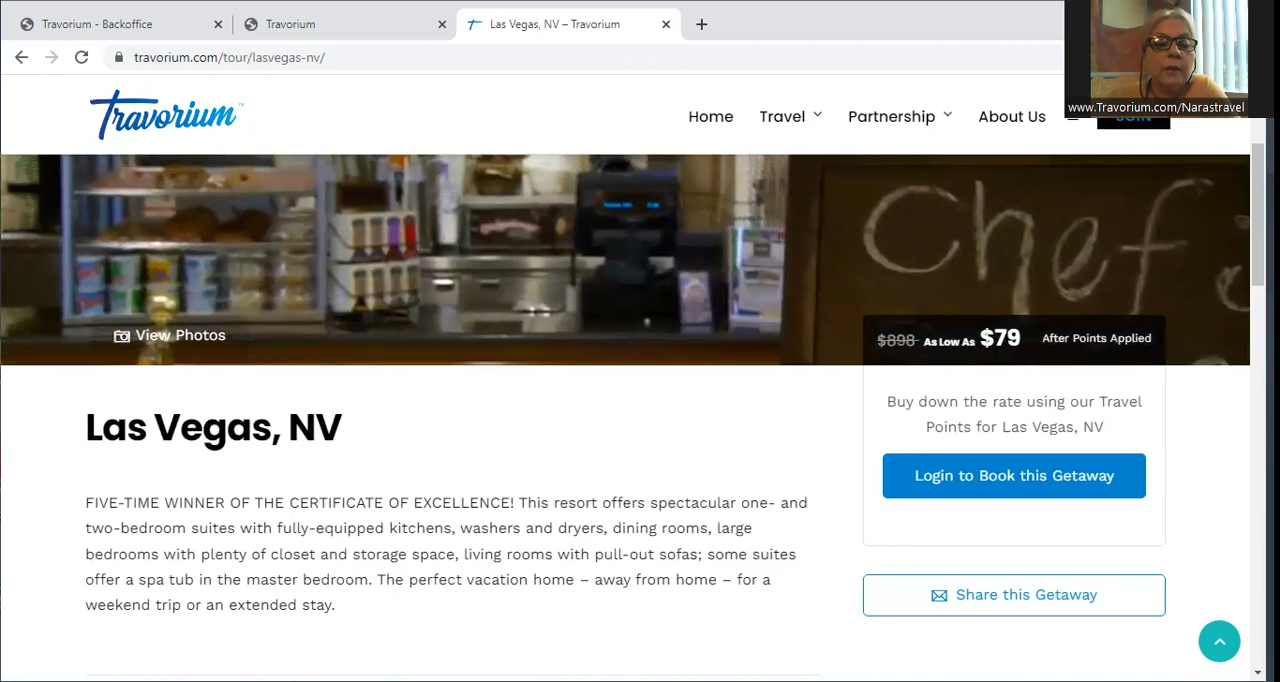 Travorium - Backoffice
Travorium
Las Vegas, NV – Travorium
travorium.com/tour/lasvegas-nv/
www.Travorium.com/Narastravel
Travorium™
Home
Travel
Partnership
About Us
JOIN
Chef
View Photos
$898 As Low As $79 After Points Applied
Buy down the rate using our Travel
Points for Las Vegas, NV
Login to Book this Getaway
Share this Getaway
Las Vegas, NV
FIVE-TIME WINNER OF THE CERTIFICATE OF EXCELLENCE! This resort offers spectacular one- and
two-bedroom suites with fully-equipped kitchens, washers and dryers, dining rooms, large
bedrooms with plenty of closet and storage space, living rooms with pull-out sofas; some suites
offer a spa tub in the master bedroom. The perfect vacation home – away from home – for a
weekend trip or an extended stay.